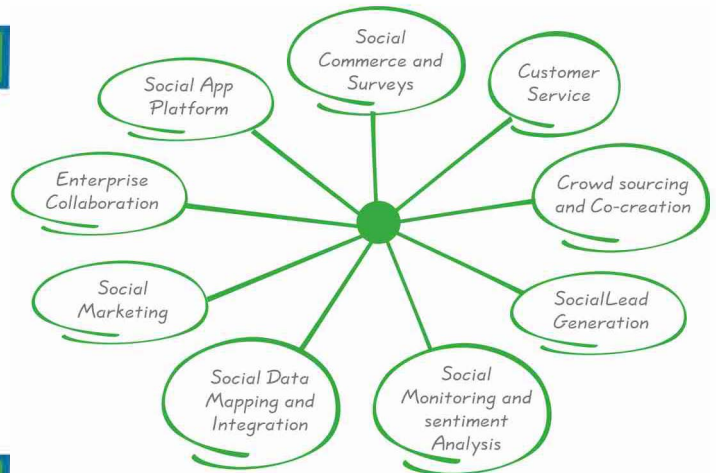 Social
Commerce and
Surveys
Customer
Service
Crowd sourcing
and Co-creation
SocialLead
Generation
Social
Monitoring and
sentiment
Analysis
Social Data
Mapping and
Integration
Social
Marketing
Enterprise
Collaboration
Social App
Platform